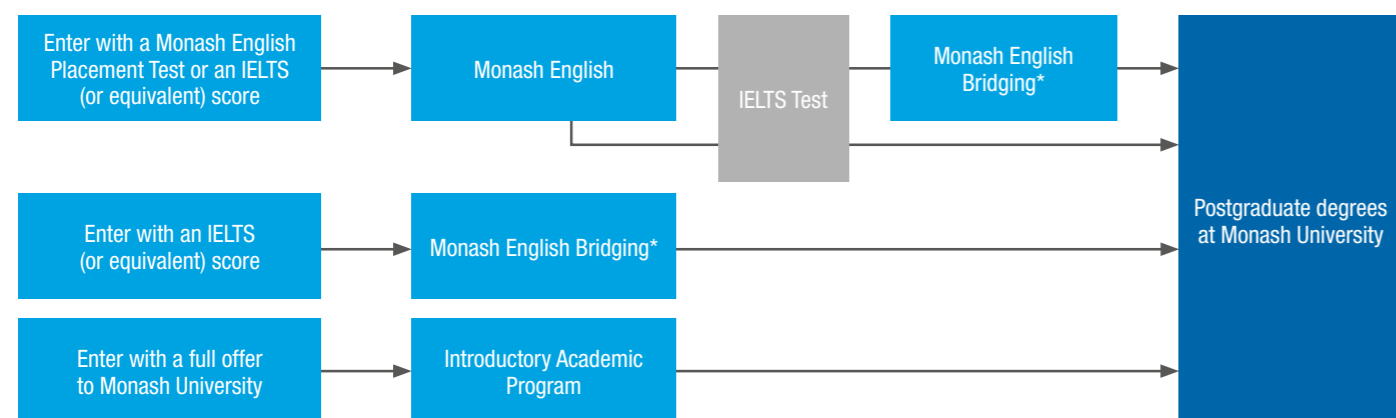 Enter with a Monash English
Placement Test or an IELTS
(or equivalent) score
Monash English
IELTS Test
Monash English
Bridging*
Enter with an IELTS
(or equivalent) score
Monash English Bridging*
Postgraduate degrees
at Monash University
Enter with a full offer
to Monash University
Introductory Academic
Program